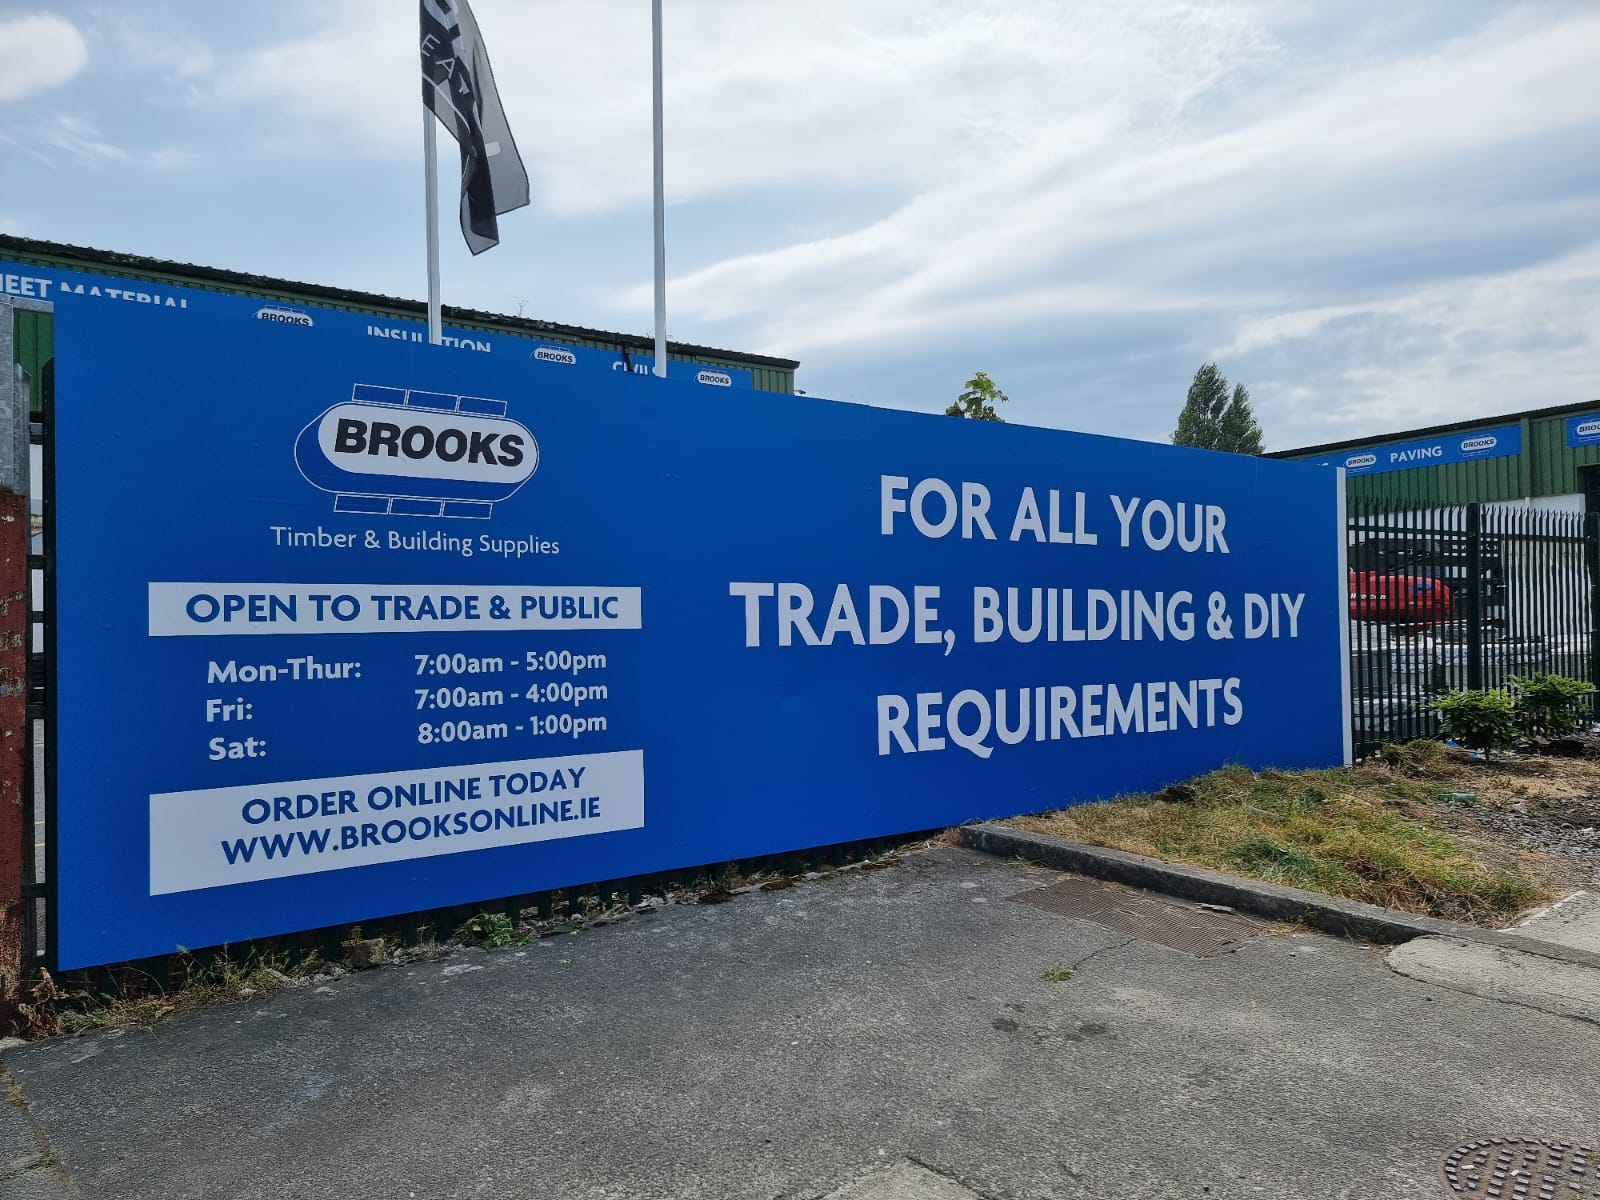 MATERIAL
BROOKS
INSULATION
BROOKS
BROOKS
BROOKS
Timber & Building Supplies
OPEN TO TRADE & PUBLIC
Mon-Thur: 7:00am - 5:00pm
Fri: 7:00am - 4:00pm
Sat: 8:00am - 1:00pm
ORDER ONLINE TODAY
WWW.BROOKSONLINE.IE
FOR ALL YOUR
TRADE, BUILDING & DIY
REQUIREMENTS
BROOKS
PAVING
BROOKS